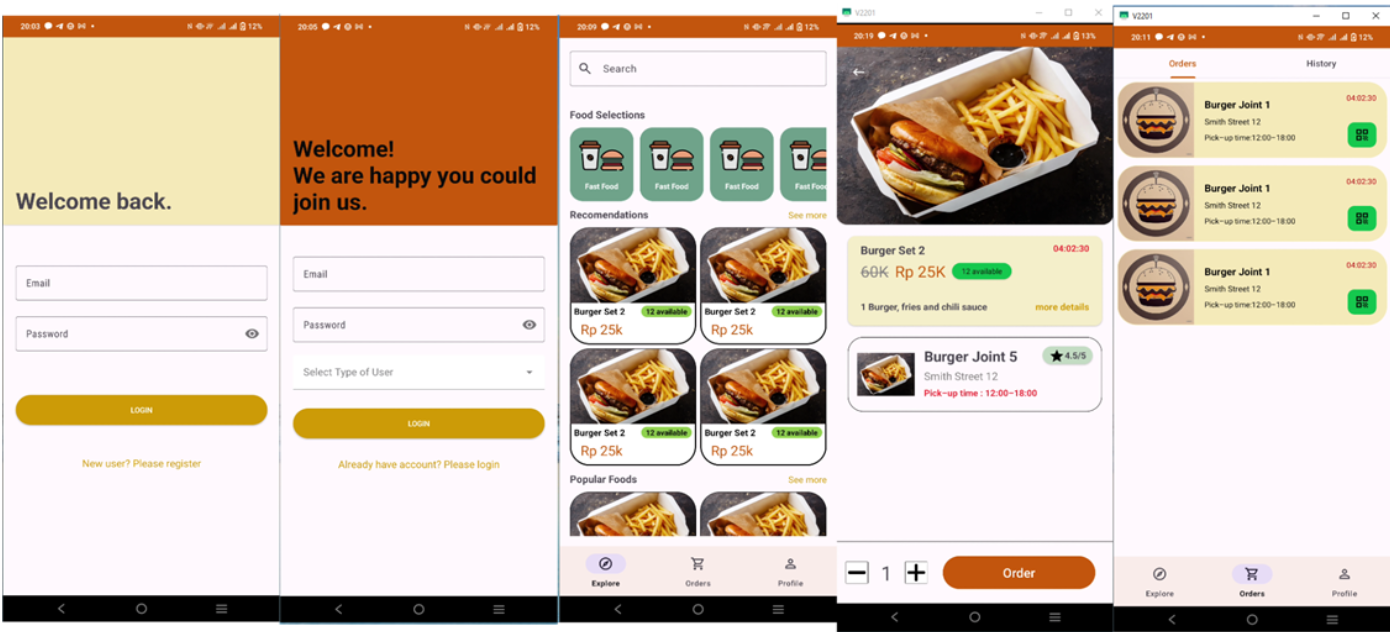 20:03
12%
Welcome back.
Email
Password
LOGIN
New user? Please register
20:05
12%
Welcome!
We are happy you could
join us.
Email
Password
Select Type of User
LOGIN
Already have account? Please login
20:09
12%
Search
Food Selections
Fast Food
Fast Food
Fast Food
Fast Food
Recomendations
See more
Burger Set 2
12 available
Rp 25k
Burger Set 2
12 available
Rp 25k
Burger Set 2
12 available
Rp 25k
Burger Set 2
12 available
Rp 25k
Popular Foods
See more
Explore
Orders
Profile
V2201
20:19
13%
Burger Set 2
04:02:30
60K Rp 25K
12 available
1 Burger, fries and chili sauce
more details
Burger Joint 5
4.5/5
Smith Street 12
Pick-up time : 12:00-18:00
1
Order
V2201
20:11
12%
Orders
History
Burger Joint 1
04:02:30
Smith Street 12
Pick-up time:12:00-18:00
Burger Joint 1
04:02:30
Smith Street 12
Pick-up time:12:00-18:00
Burger Joint 1
04:02:30
Smith Street 12
Pick-up time:12:00-18:00
Explore
Orders
Profile